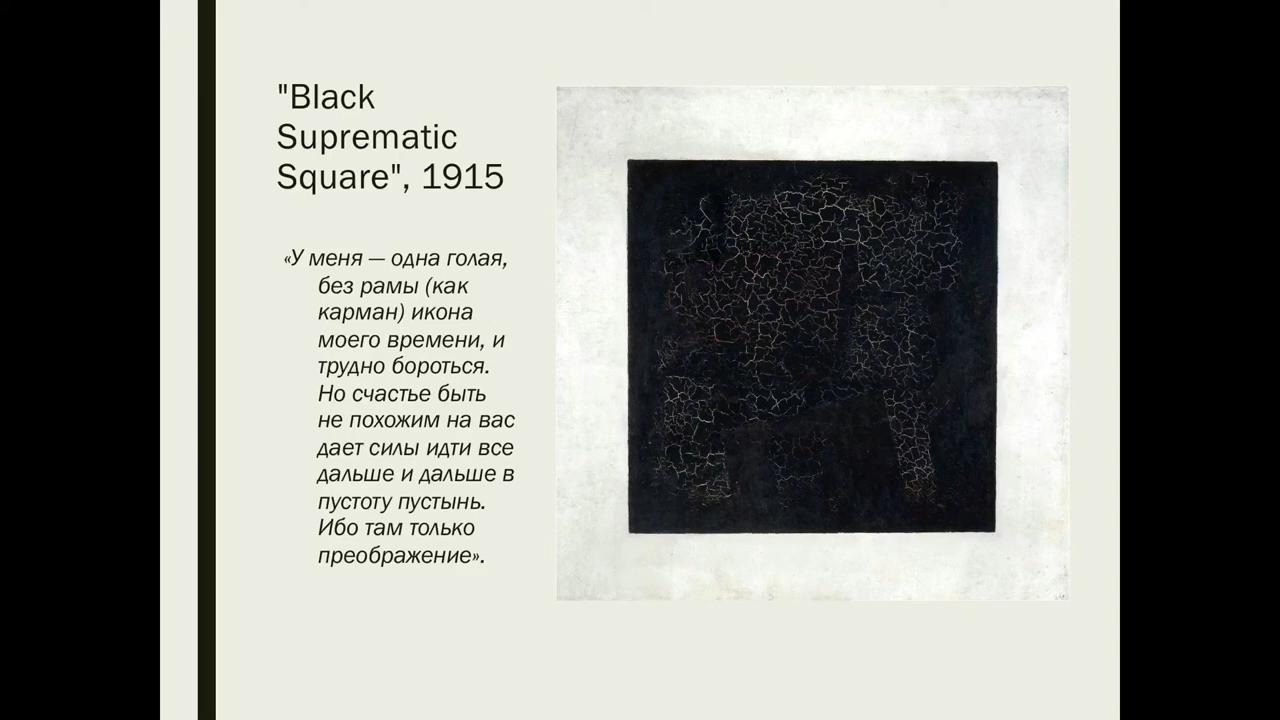 "Black
Suprematic
Square", 1915
«У меня — одна голая,
без рамы (как
карман) икона
моего времени, и
трудно бороться.
Но счастье быть
не похожим на вас
дает силы идти все
дальше и дальше в
пустоту пустынь.
Ибо там только
преображение».